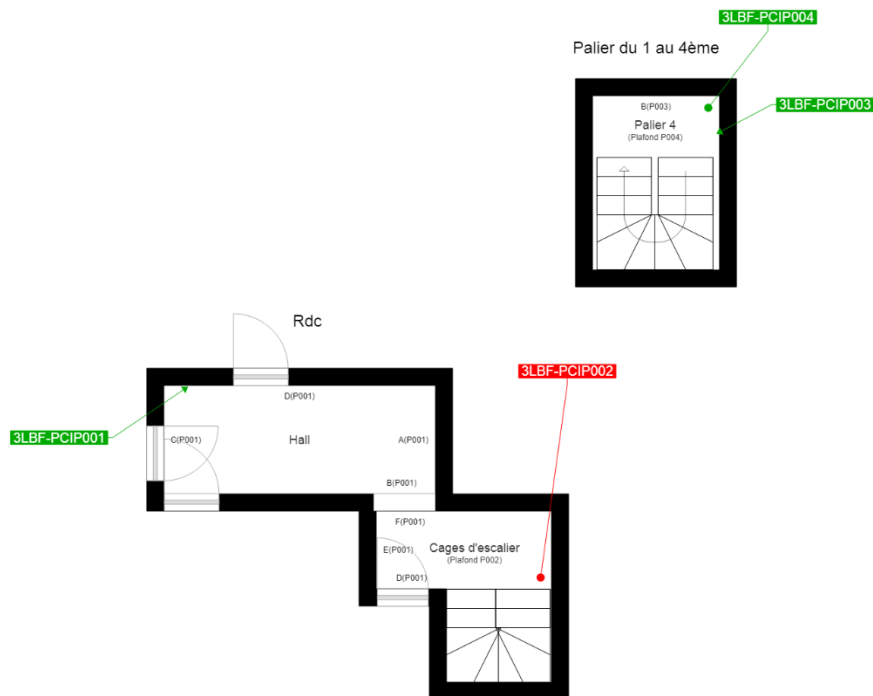 3LBF-PCIP004
Palier du 1 au 4ème
B(P003)
3LBF-PCIP003
Palier 4
(Plafond P004)
Rdc
3LBF-PCIP002
D(P001)
3LBF-PCIP001
C(P001)
Hall
A(P001)
B(P001)
F(P001)
E(P001)
Cages d'escalier
(Plafond P002)
D(P001)